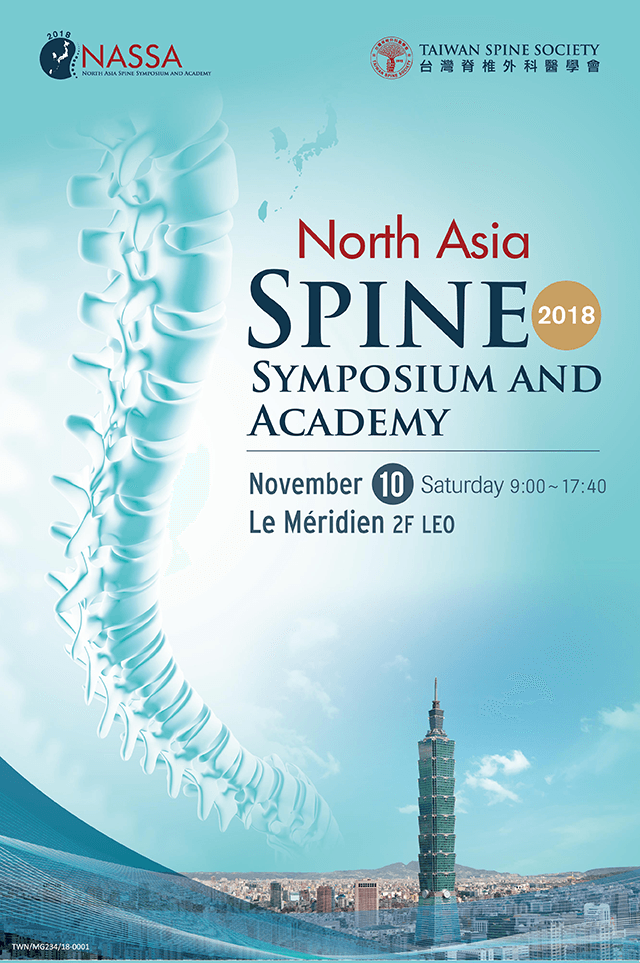 2018
NASSA
NORTH ASIA SPINE SYMPOSIUM AND ACADEMY
TAIWAN SPINE SOCIETY
台灣脊椎外科醫學會
North Asia
SPINE 2018
SYMPOSIUM AND
ACADEMY
November 10 Saturday 9:00~17:40
Le Méridien 2F LEO
TWN/MG234/18-0001